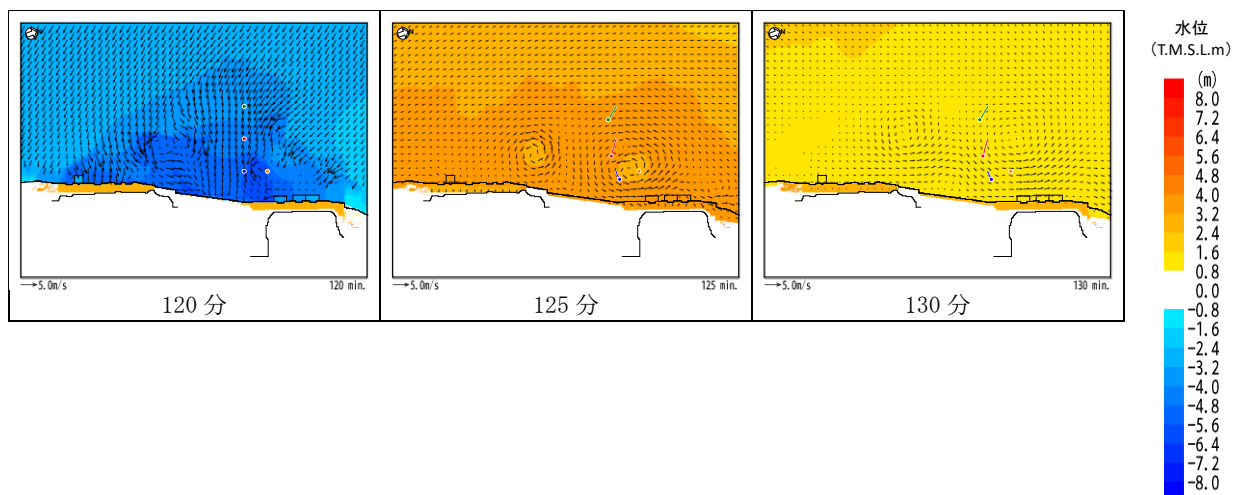 水位
(T.M.S.L.m)
(m)
8.0
7.2
6.4
5.6
4.8
4.0
3.2
2.4
1.6
0.8
0.0
-0.8
-1.6
-2.4
-3.2
-4.0
-4.8
-5.6
-6.4
-7.2
-8.0
N
→5.0m/s
120 min.
120 分
N
→5.0m/s
125 min.
125 分
N
→5.0m/s
130 min.
130 分